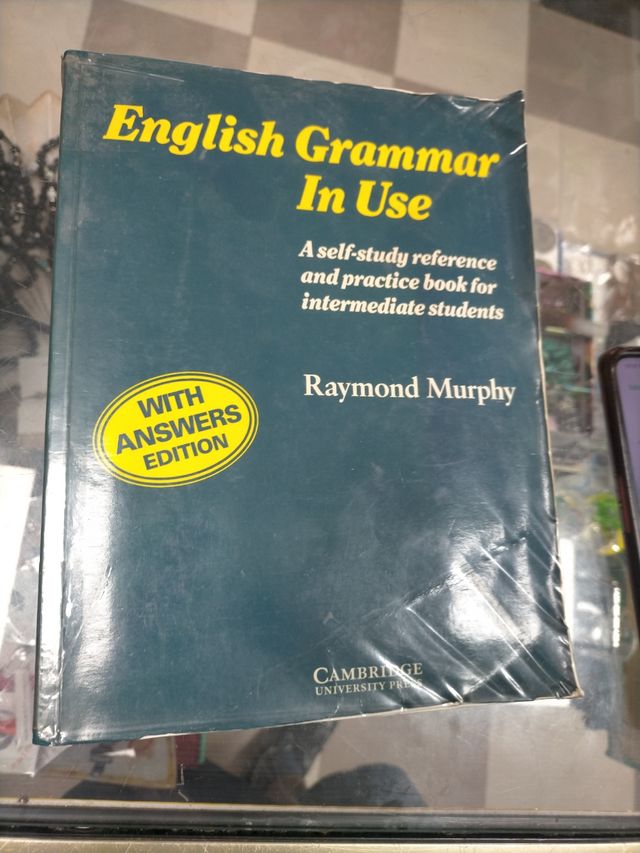 English Grammar
In Use
A self-study reference
and practice book for
intermediate students
Raymond Murphy
WITH
ANSWERS
EDITION
CAMBRIDGE
UNIVERSITY PRESS